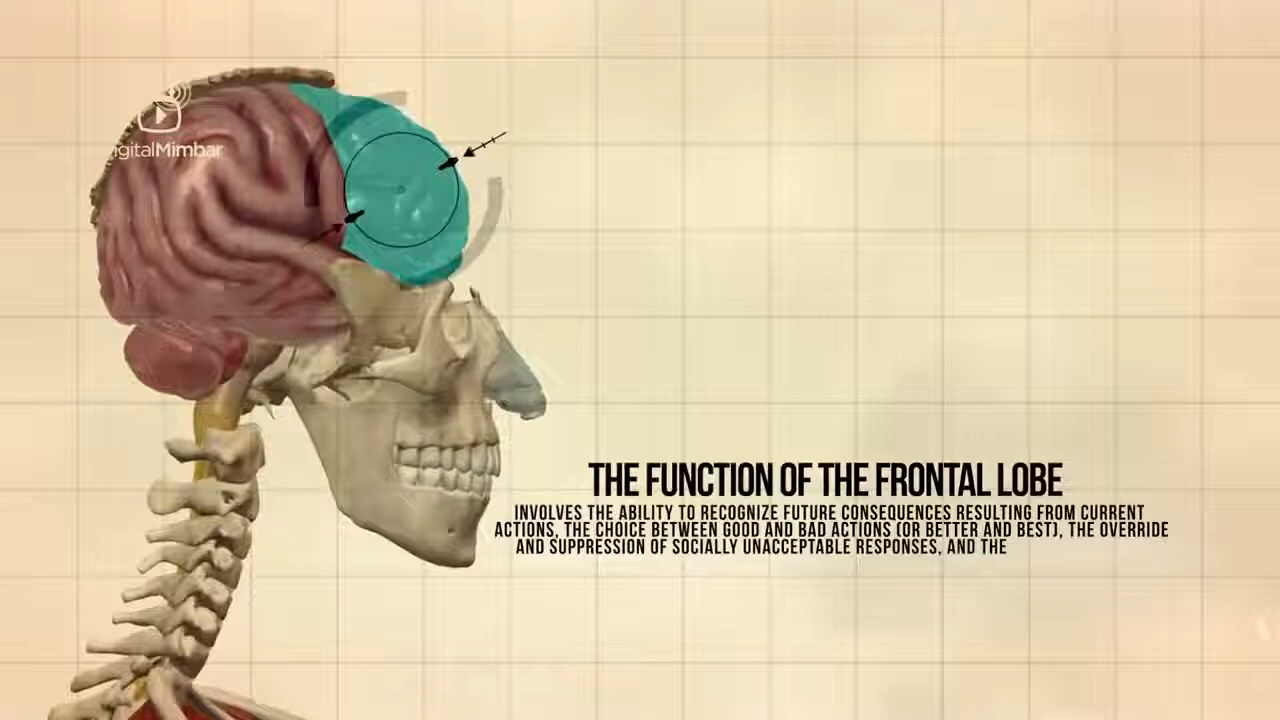 igitalMimbar
THE FUNCTION OF THE FRONTAL LOBE
INVOLVES THE ABILITY TO RECOGNIZE FUTURE CONSEQUENCES RESULTING FROM CURRENT
ACTIONS, THE CHOICE BETWEEN GOOD AND BAD ACTIONS (OR BETTER AND BEST), THE OVERRIDE
AND SUPPRESSION OF SOCIALLY UNACCEPTABLE RESPONSES, AND THE